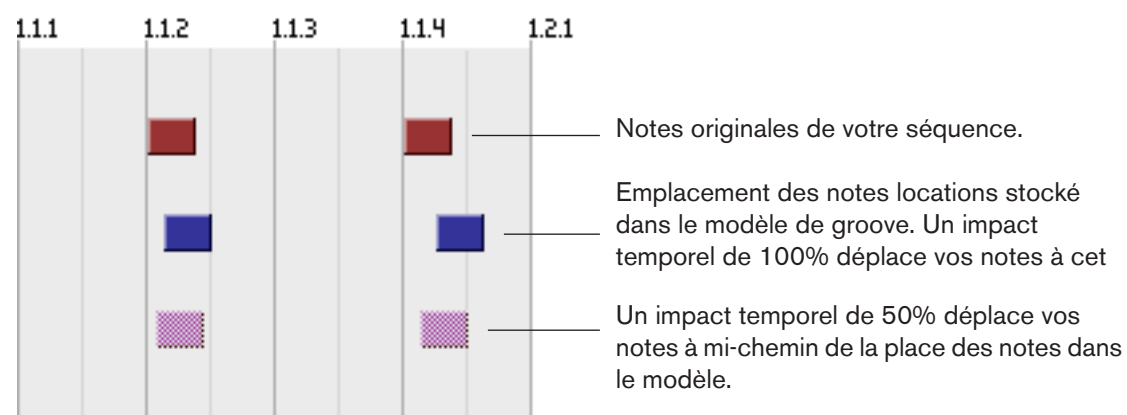 1.1.1 1.1.2 1.1.3 1.1.4 1.2.1
Notes originales de votre séquence.
Emplacement des notes locations stocké
dans le modèle de groove. Un impact
temporel de 100% déplace vos notes à cet
Un impact temporel de 50% déplace vos
notes à mi-chemin de la place des notes dans
le modèle.